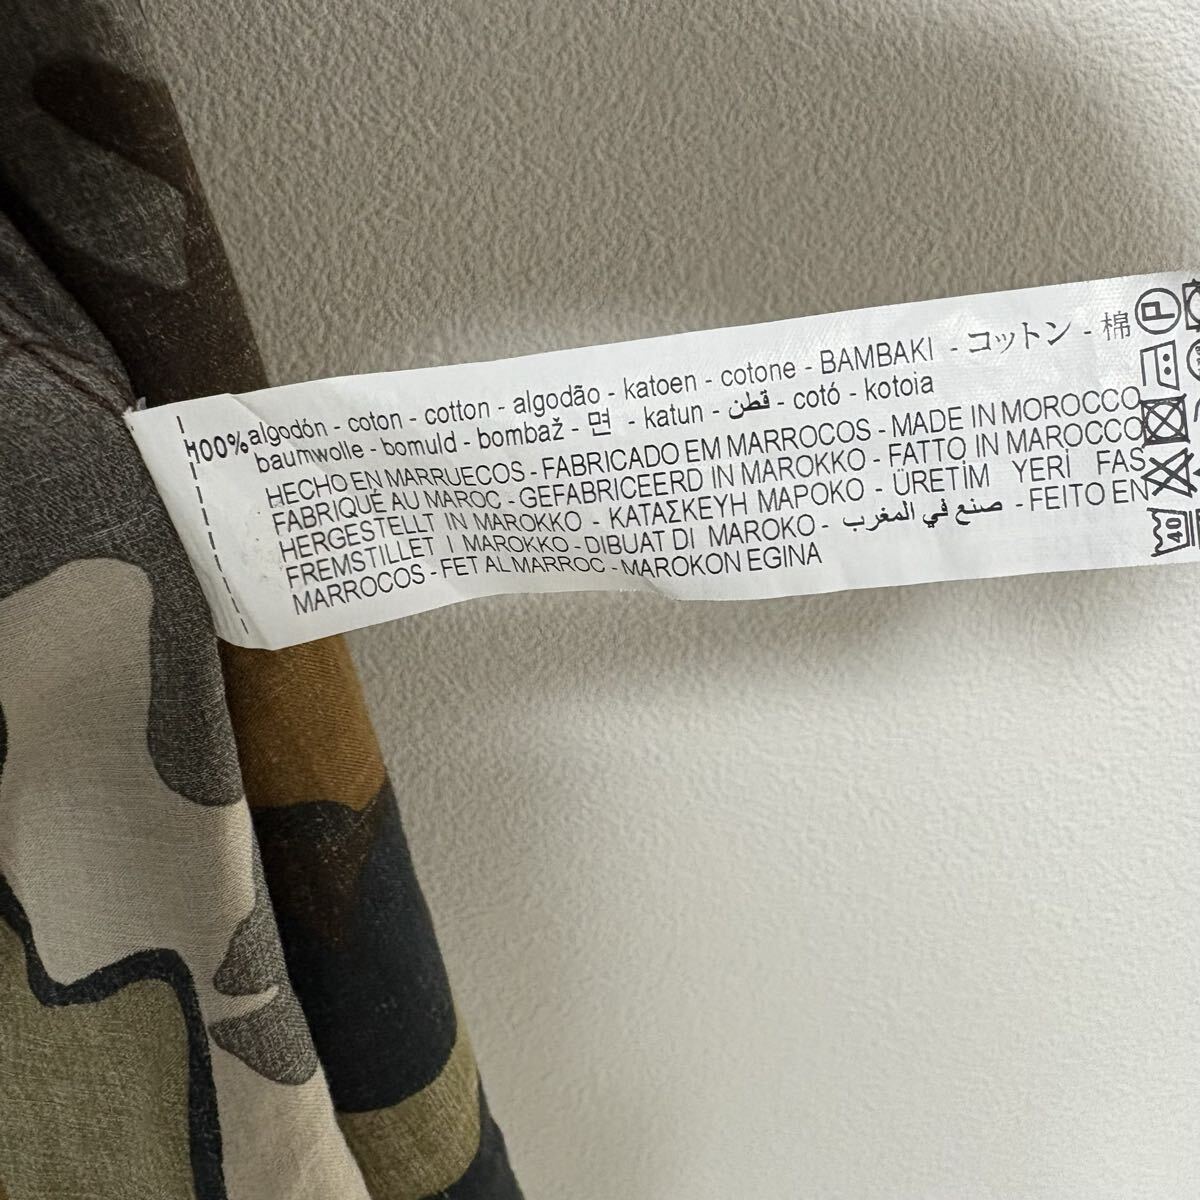 100% algodón - coton - cotton - algodão - katoen - cotone - BAMBAKI - コットン - 棉
baumwolle - bomuld - bombaž - 면 - katun - قطن - cotó - kotoia
HECHO EN MARRUECOS - FABRICADO EM MARROCOS - MADE IN MOROCCO
FABRIQUÉ AU MAROC - GEFABRICEERD IN MAROKKO - FATTO IN MAROCCO
HERGESTELLT IN MAROKKO - ΚΑΤΑΣΚΕΥΗ ΜΑΡΟΚΟ - ÜRETİM YERİ FAS
FREMSTILLET I MAROKKO - DIBUAT DI MAROKO - صنع في المغرب - FEITO EN
MARROCOS - FET AL MARROC - MAROKON EGINA
P
40